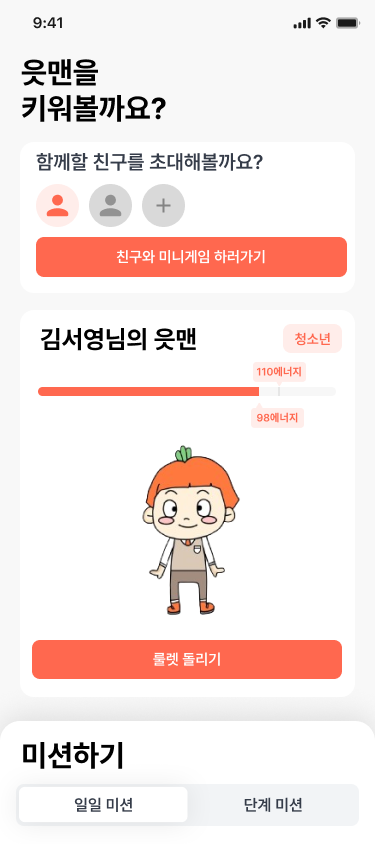 9:41
웃맨을
키워볼까요?
함께할 친구를 초대해볼까요?
친구와 미니게임 하러가기
김서영님의 웃맨
청소년
110에너지
98에너지
룰렛 돌리기
미션하기
일일 미션
단계 미션